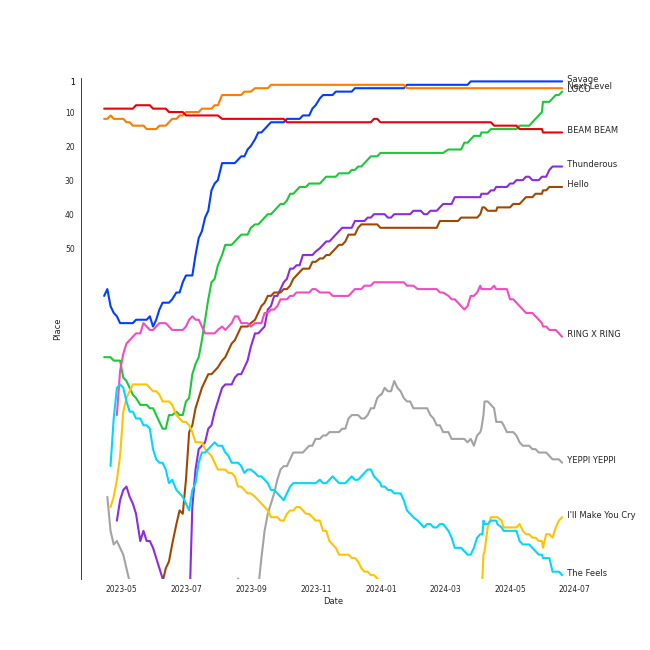 1
10
20
30
40
50
Place
Savage
Next Level
LOCO
BEAM BEAM
Thunderous
Hello
RING X RING
YEPPI YEPPI
I'll Make You Cry
The Feels
2023-05 2023-07 2023-09 2023-11 2024-01 2024-03 2024-05 2024-07
Date